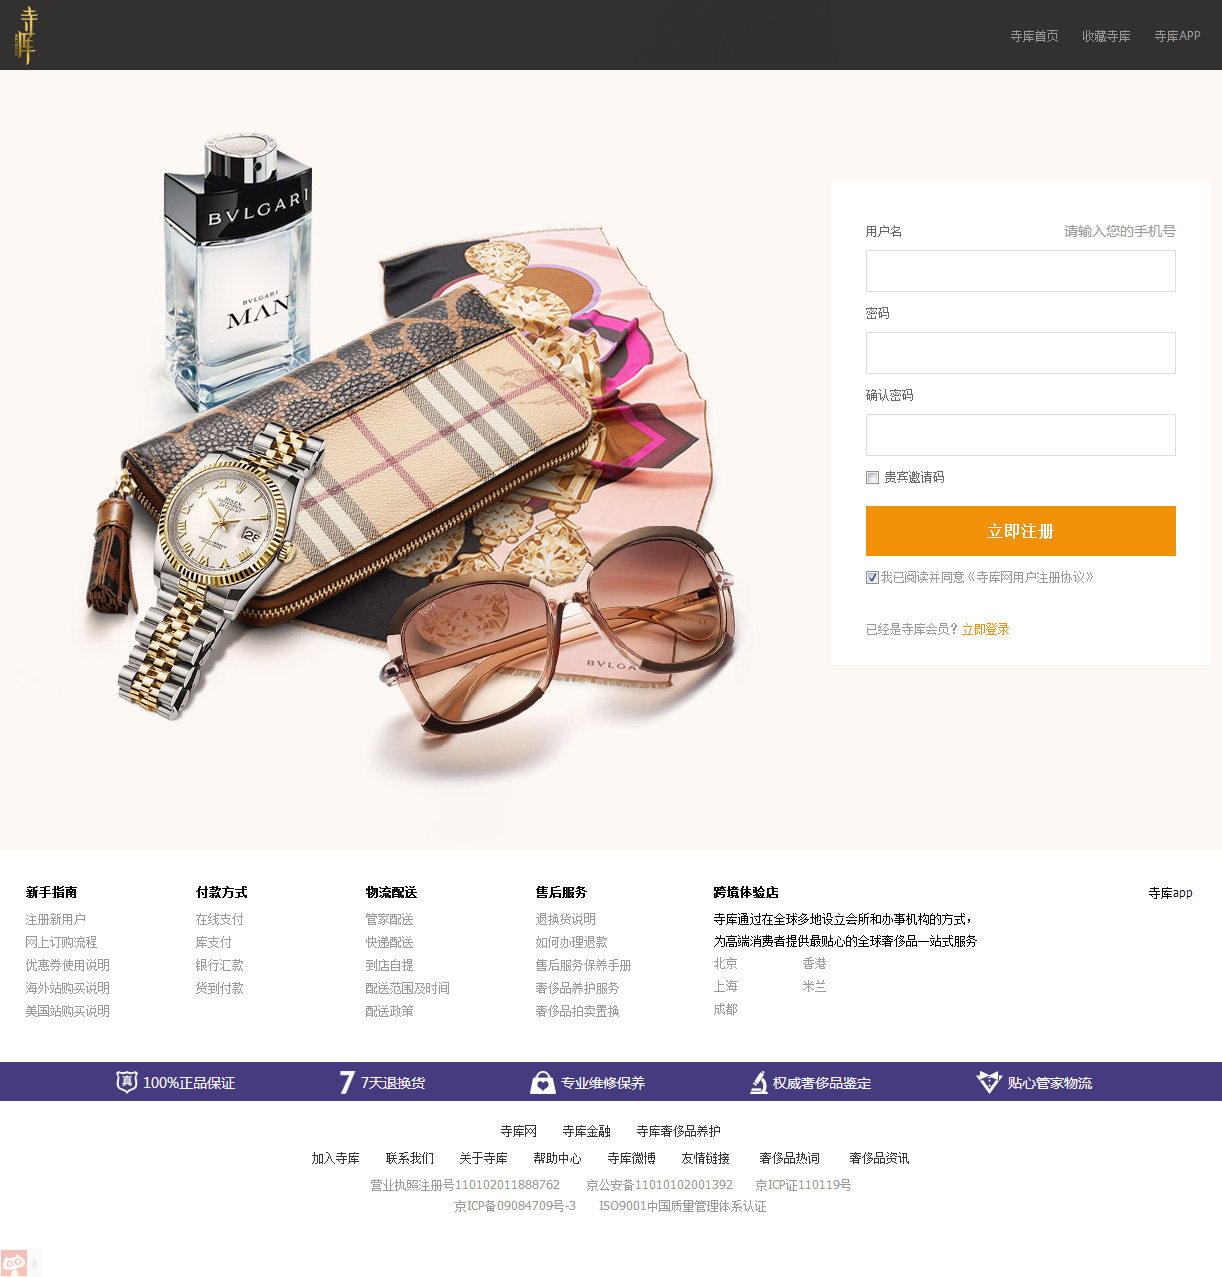 寺库
寺库首页 收藏寺库 寺库APP
BVLGARI
BVLGARI
MAN
ROLEX
TODS
BVLGA
用户名 请输入您的手机号
密码
确认密码
贵宾邀请码
立即注册
我已阅读并同意《寺库网用户注册协议》
已经是寺库会员？立即登录
新手指南 付款方式 物流配送 售后服务 跨境体验店 寺库app
注册新用户 在线支付 管家配送 退换货说明 寺库通过在全球多地设立会所和办事机构的方式，
网上订购流程 库支付 快递配送 如何办理退款 为高端消费者提供最贴心的全球奢侈品一站式服务
优惠券使用说明 银行汇款 到店自提 售后服务保养手册 北京 香港
海外站购买说明 货到付款 配送范围及时间 奢侈品养护服务 上海 米兰
美国站购买说明 配送政策 奢侈品拍卖置换 成都
真 100%正品保证 7 7天退换货 专业维修保养 权威奢侈品鉴定 贴心管家物流
寺库网 寺库金融 寺库奢侈品养护
加入寺库 联系我们 关于寺库 帮助中心 寺库微博 友情链接 奢侈品热词 奢侈品资讯
营业执照注册号110102011888762 京公安备11010102001392 京ICP证110119号
京ICP备09084709号-3 ISO9001中国质量管理体系认证